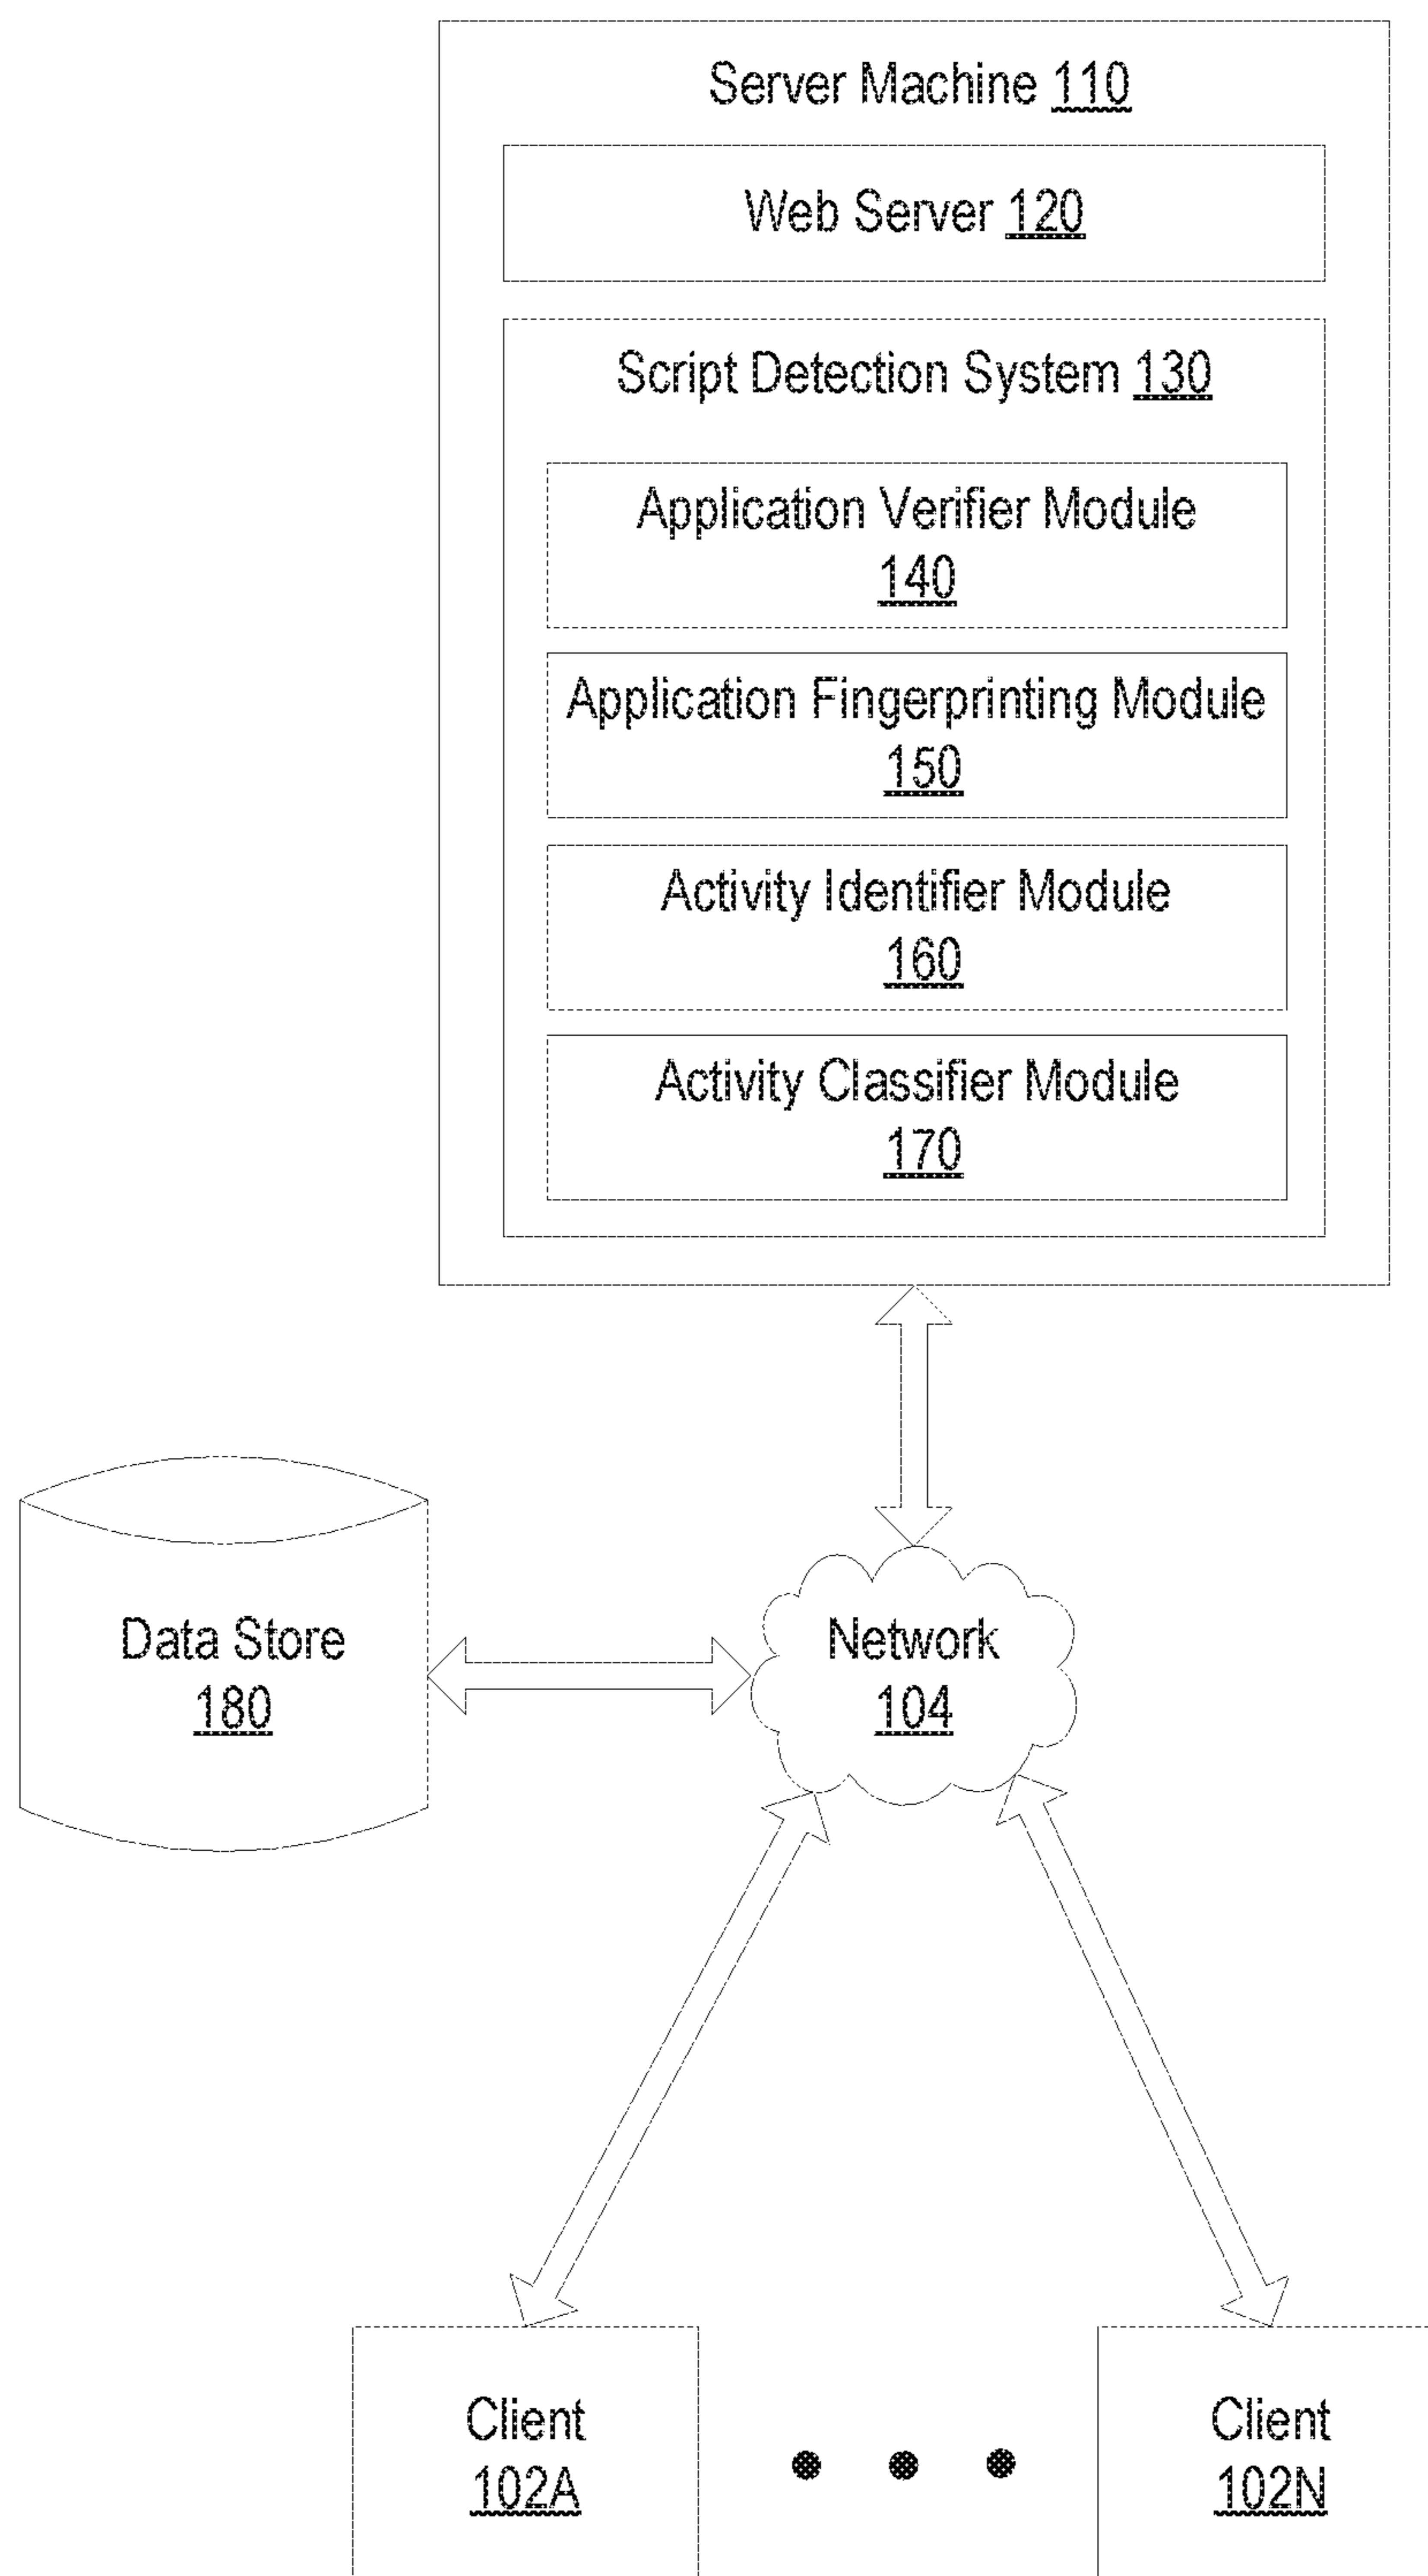 Server Machine 110
Web Server 120
Script Detection System 130
Application Verifier Module
140
Application Fingerprinting Module
150
Activity Identifier Module
160
Activity Classifier Module
170
Data Store
180
Network
104
Client
102A
Client
102N